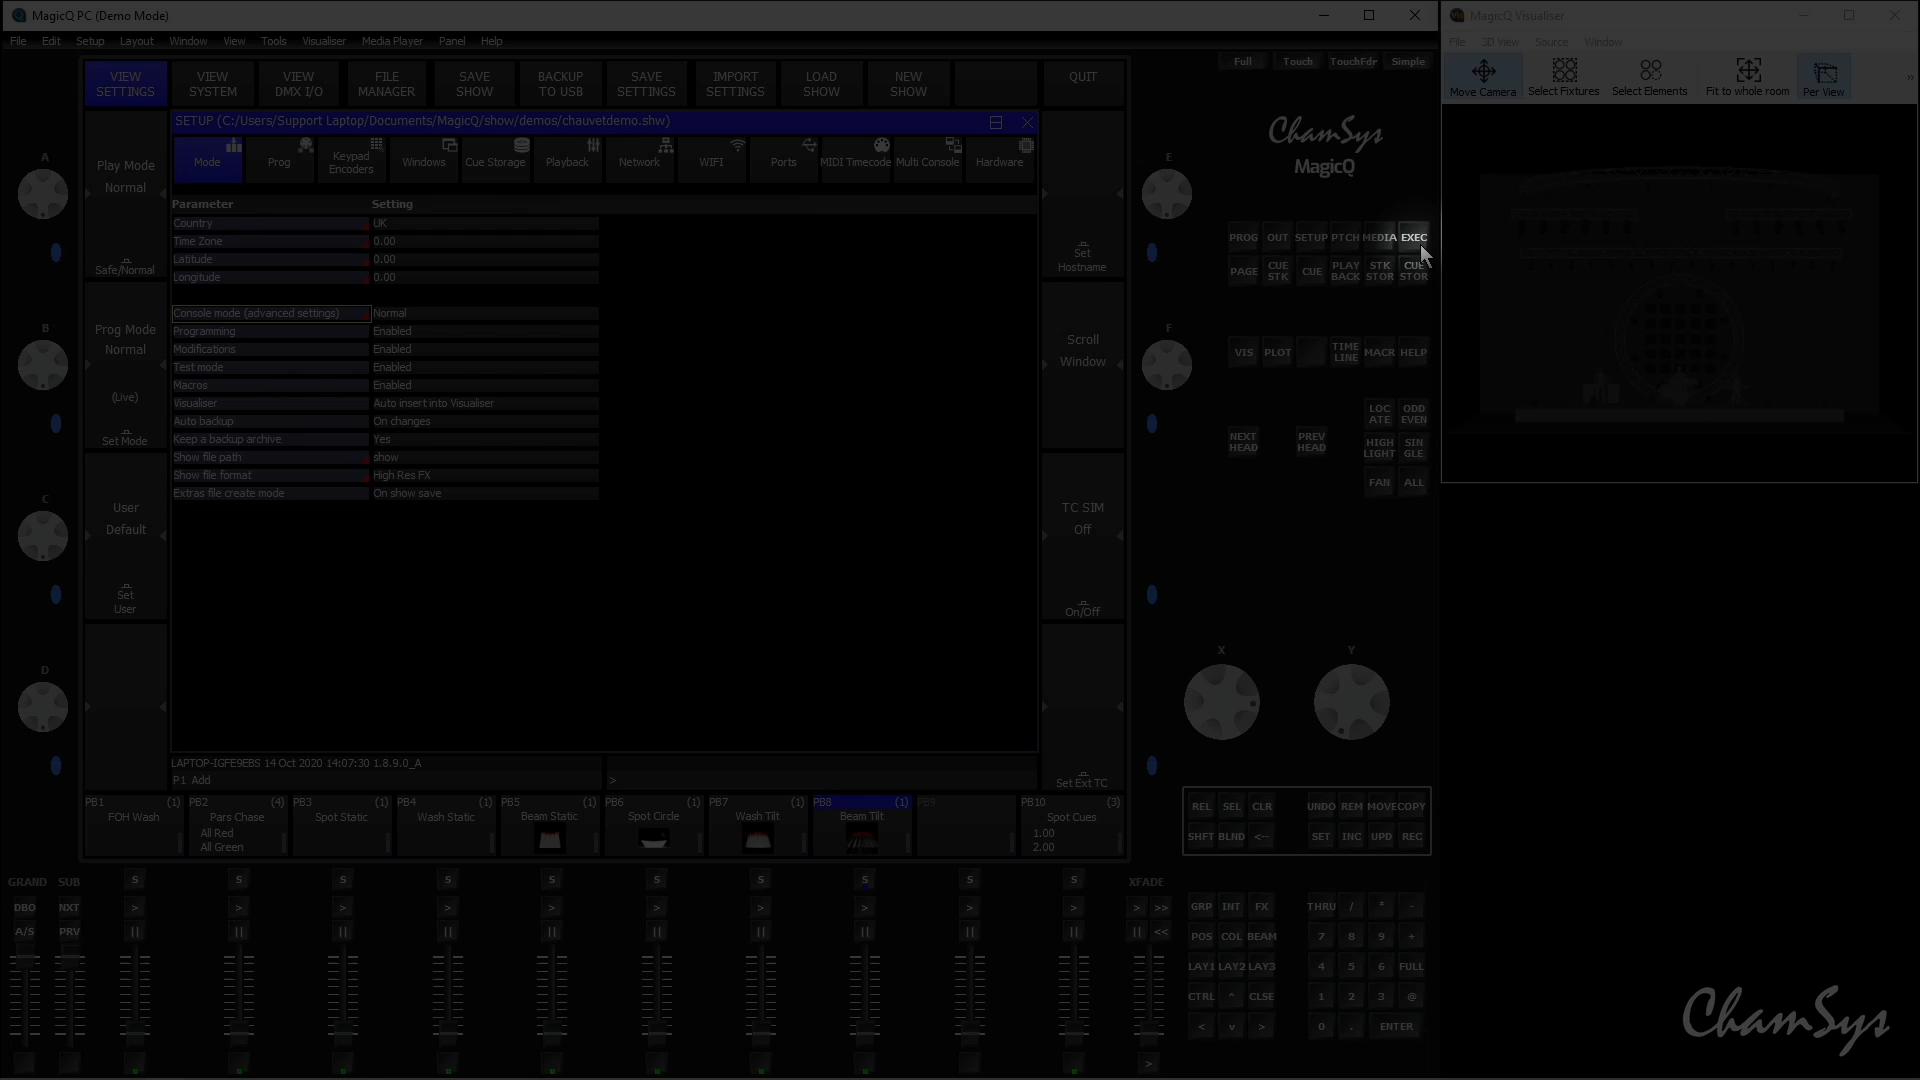 MagicQ PC (Demo Mode)
File Edit Setup Layout Window View Tools Visualiser Media Player Panel Help
VIEW SETTINGS
VIEW SYSTEM
VIEW DMX I/O
FILE MANAGER
SAVE SHOW
BACKUP TO USB
SAVE SETTINGS
IMPORT SETTINGS
LOAD SHOW
NEW SHOW
QUIT
SETUP (C:/Users/Support Laptop/Documents/MagicQ/show/demos/chauvetdemo.shw)
Mode Prog Keypad Encoders Windows Cue Storage Playback Network WIFI Ports MIDI Timecode Multi Console Hardware
Parameter Setting
Country UK
Time Zone 0.00
Latitude 0.00
Longitude 0.00
Console mode (advanced settings) Normal
Programming Enabled
Modifications Enabled
Test mode Enabled
Macros Enabled
Visualiser Auto insert into Visualiser
Auto backup On changes
Keep a backup archive Yes
Show file path show
Show file format High Res FX
Extras file create mode On show save
A
Play Mode
Normal
Safe/Normal
B
Prog Mode
Normal
(Live)
Set Mode
C
User
Default
Set
User
D
E
Set
Hostname
F
Scroll
Window
TC SIM
Off
On/Off
Set Ext TC
LAPTOP-IGFE9EBS 14 Oct 2020 14:07:30 1.8.9.0_A
P1 Add >
PB1 (1) PB2 (4) PB3 (1) PB4 (1) PB5 (1) PB6 (1) PB7 (1) PB8 (1) PB9 PB10 (3)
FOH Wash Pars Chase Spot Static Wash Static Beam Static Spot Circle Wash Tilt Beam Tilt Spot Cues
All Red 1.00
All Green 2.00
GRAND SUB S S S S S S S S S S XFADE
DBO NXT > > > > > > > > > > > >>
A/S PRV || || || || || || || || || || || <<
>
Full Touch TouchFdr Simple
ChamSys
MagicQ
PROG OUT SETUP PTCH MEDIA EXEC
PAGE CUE STK CUE PLAY BACK STK STOR CUE STOR
VIS PLOT TIME LINE MACR HELP
LOC ATE ODD EVEN
NEXT HEAD PREV HEAD HIGH LIGHT SIN GLE
FAN ALL
X Y
REL SEL CLR UNDO REM MOVE COPY
SHFT BLND <-- SET INC UPD REC
GRP INT FX THRU / * -
POS COL BEAM 7 8 9 +
LAY1 LAY2 LAY3 4 5 6 FULL
CTRL ^ CLSE 1 2 3 @
< v > 0 . ENTER
MagicQ Visualiser
File 3D View Source Window
Move Camera Select Fixtures Select Elements Fit to whole room Per View »
ChamSys